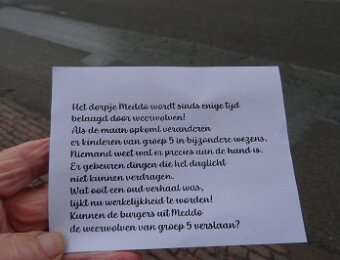 Het dorpje Meddo wordt sinds enige tijd
belaagd door weerwolven!
Als de maan opkomt veranderen
er kinderen van groep 5 in bijzondere wezens.
Niemand weet wat er precies aan de hand is.
Er gebeuren dingen die het daglicht
niet kunnen verdragen.
Wat ooit een oud verhaal was,
lijkt nu werkelijkheid te worden!
Kunnen de burgers uit Meddo
de weerwolven van groep 5 verslaan?